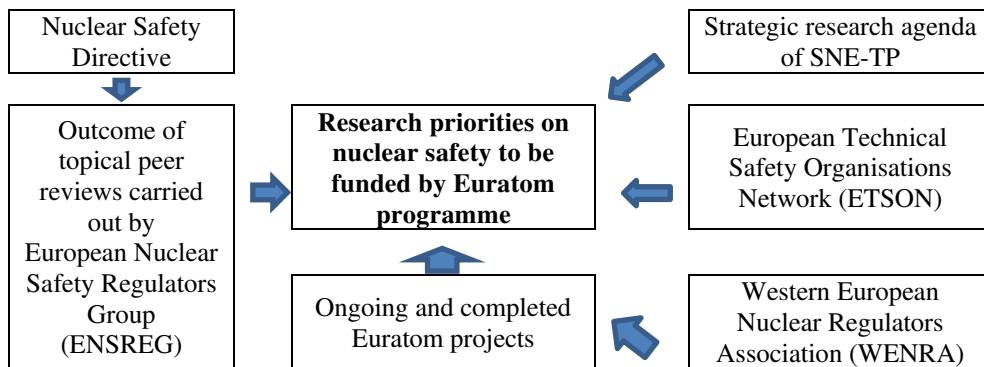 Nuclear Safety
Directive
Outcome of
topical peer
reviews carried
out by
European Nuclear
Safety Regulators
Group
(ENSREG)
Research priorities on
nuclear safety to be
funded by Euratom
programme
Ongoing and completed
Euratom projects
Strategic research agenda
of SNE-TP
European Technical
Safety Organisations
Network (ETSON)
Western European
Nuclear Regulators
Association (WENRA)